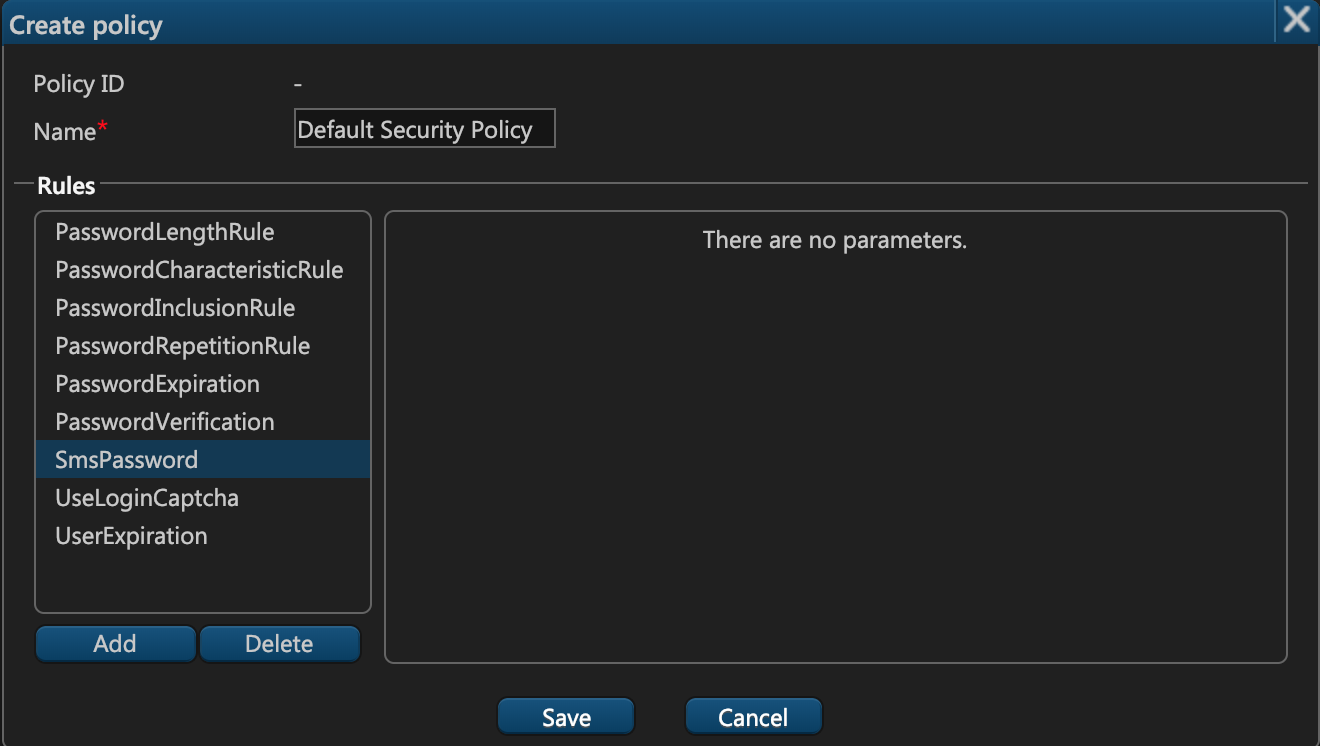 Create policy
Policy ID -
Name* Default Security Policy
Rules
PasswordLengthRule
PasswordCharacteristicRule
PasswordInclusionRule
PasswordRepetitionRule
PasswordExpiration
PasswordVerification
SmsPassword
UseLoginCaptcha
UserExpiration
There are no parameters.
Add Delete
Save Cancel